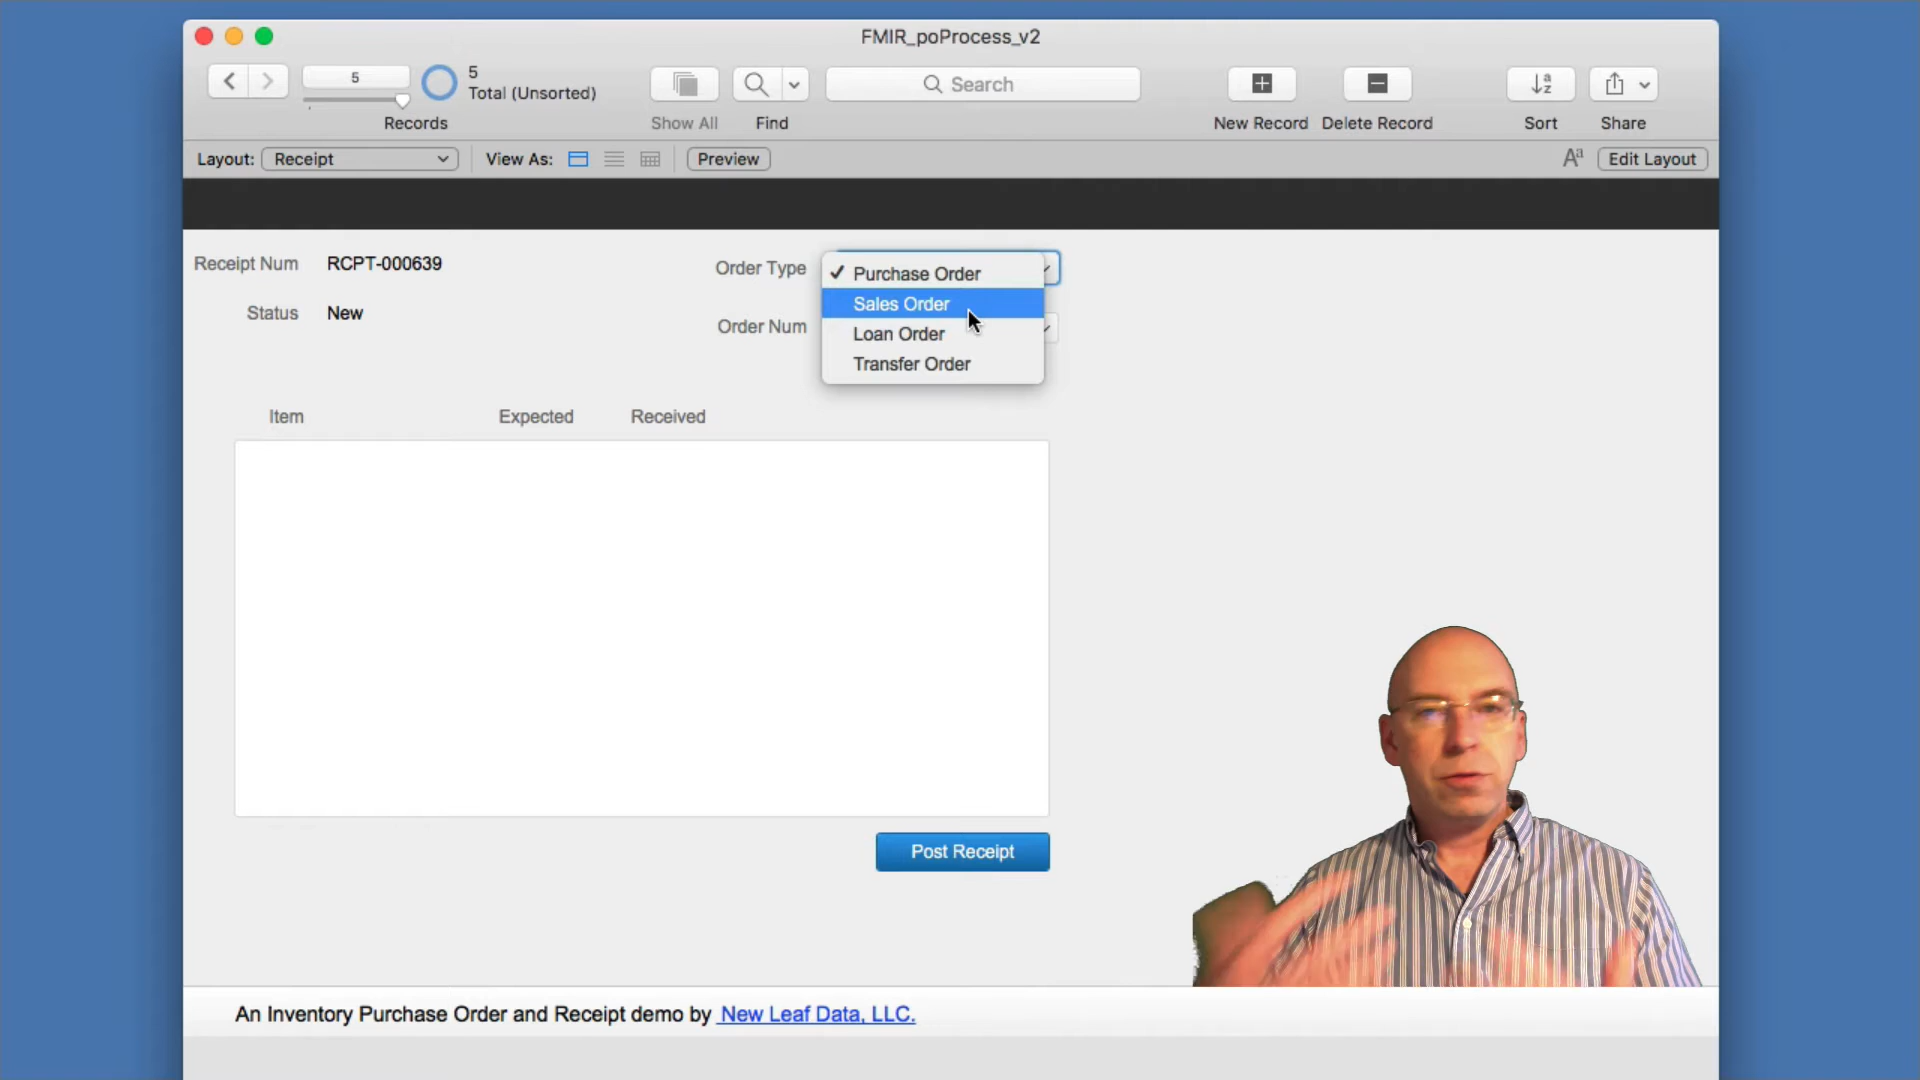 FMIR_poProcess_v2
5
5
Total (Unsorted)
Records
Show All
Find
Search
New Record
Delete Record
Sort
Share
Layout: Receipt
View As:
Preview
Aa
Edit Layout
Receipt Num RCPT-000639
Status New
Order Type
✓ Purchase Order
Sales Order
Loan Order
Transfer Order
Order Num
Item Expected Received
Post Receipt
An Inventory Purchase Order and Receipt demo by New Leaf Data, LLC.